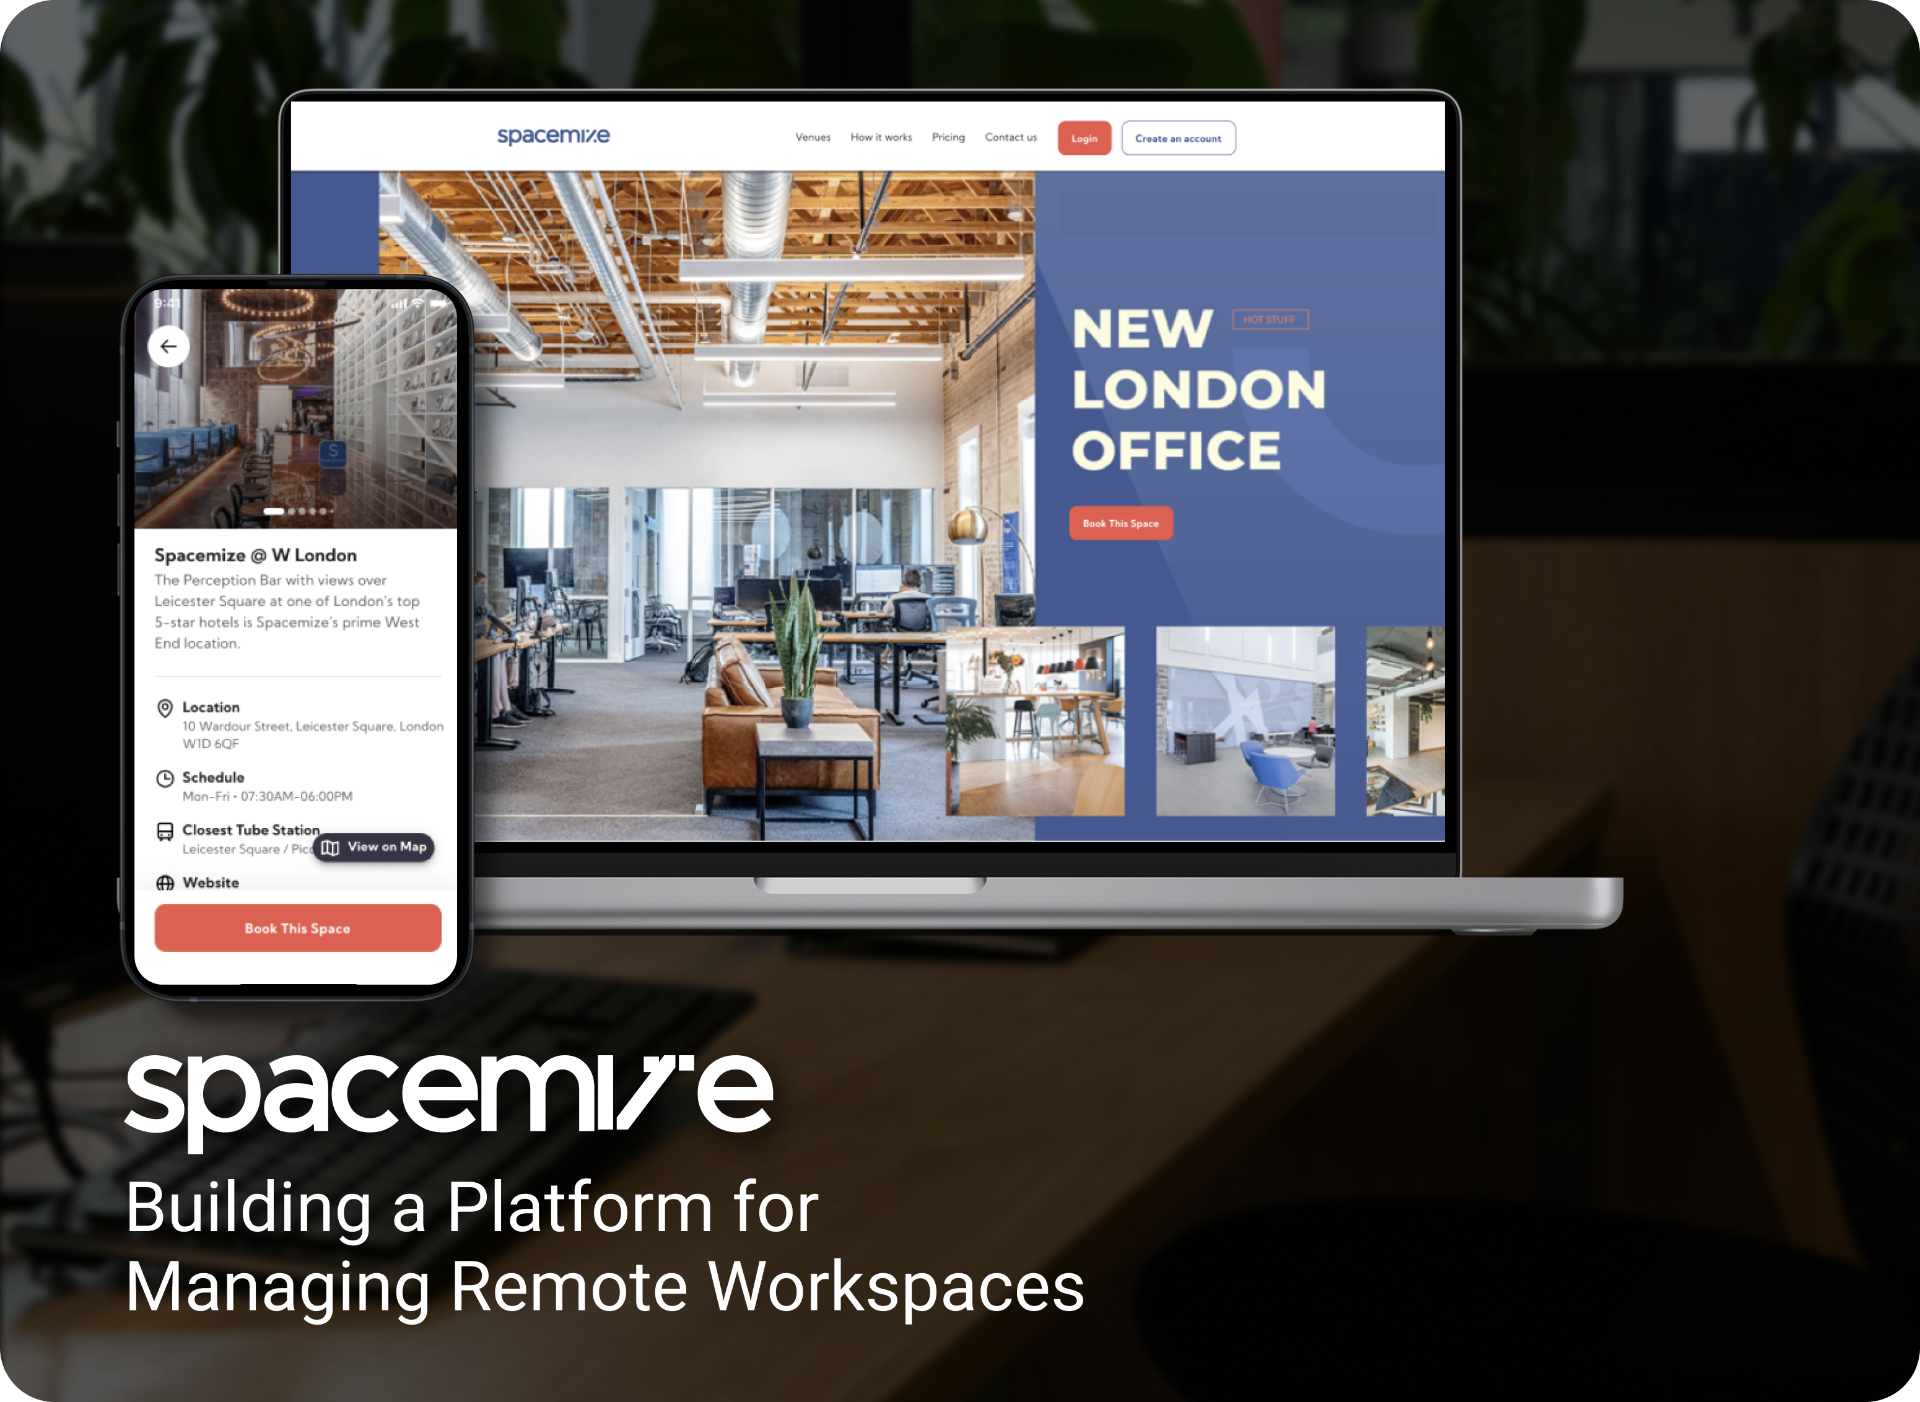 spacemize
Venues How it works Pricing Contact us Login Create an account
NEW HOT STUFF
LONDON
OFFICE
Book This Space
9:41
S
Spacemize @ W London
The Perception Bar with views over
Leicester Square at one of London's top
5-star hotels is Spacemize's prime West
End location.
Location
10 Wardour Street, Leicester Square, London
W1D 6QF
Schedule
Mon-Fri • 07:30AM-06:00PM
Closest Tube Station
Leicester Square / Picc
View on Map
Website
Book This Space
spacemize
Building a Platform for
Managing Remote Workspaces